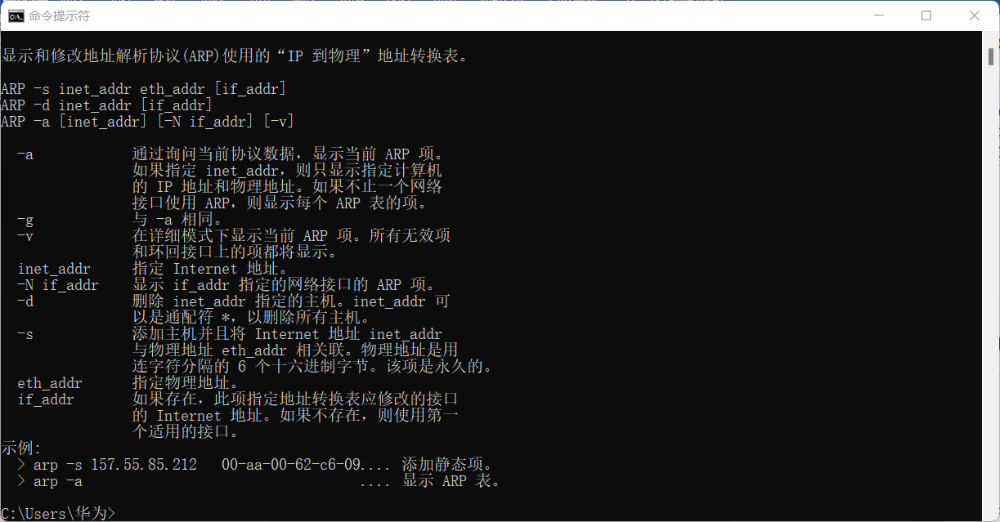 命令提示符
显示和修改地址解析协议(ARP)使用的“IP 到物理”地址转换表。
ARP -s inet_addr eth_addr [if_addr]
ARP -d inet_addr [if_addr]
ARP -a [inet_addr] [-N if_addr] [-v]
-a 通过询问当前协议数据，显示当前 ARP 项。
如果指定 inet_addr，则只显示指定计算机
的 IP 地址和物理地址。如果不止一个网络
接口使用 ARP，则显示每个 ARP 表的项。
-g 与 -a 相同。
-v 在详细模式下显示当前 ARP 项。所有无效项
和环回接口上的项都将显示。
inet_addr 指定 Internet 地址。
-N if_addr 显示 if_addr 指定的网络接口的 ARP 项。
-d 删除 inet_addr 指定的主机。inet_addr 可
以是通配符 *，以删除所有主机。
-s 添加主机并且将 Internet 地址 inet_addr
与物理地址 eth_addr 相关联。物理地址是用
连字符分隔的 6 个十六进制字节。该项是永久的。
eth_addr 指定物理地址。
if_addr 如果存在，此项指定地址转换表应修改的接口
的 Internet 地址。如果不存在，则使用第一
个适用的接口。
示例:
> arp -s 157.55.85.212 00-aa-00-62-c6-09.... 添加静态项。
> arp -a .... 显示 ARP 表。
C:\Users\华为>